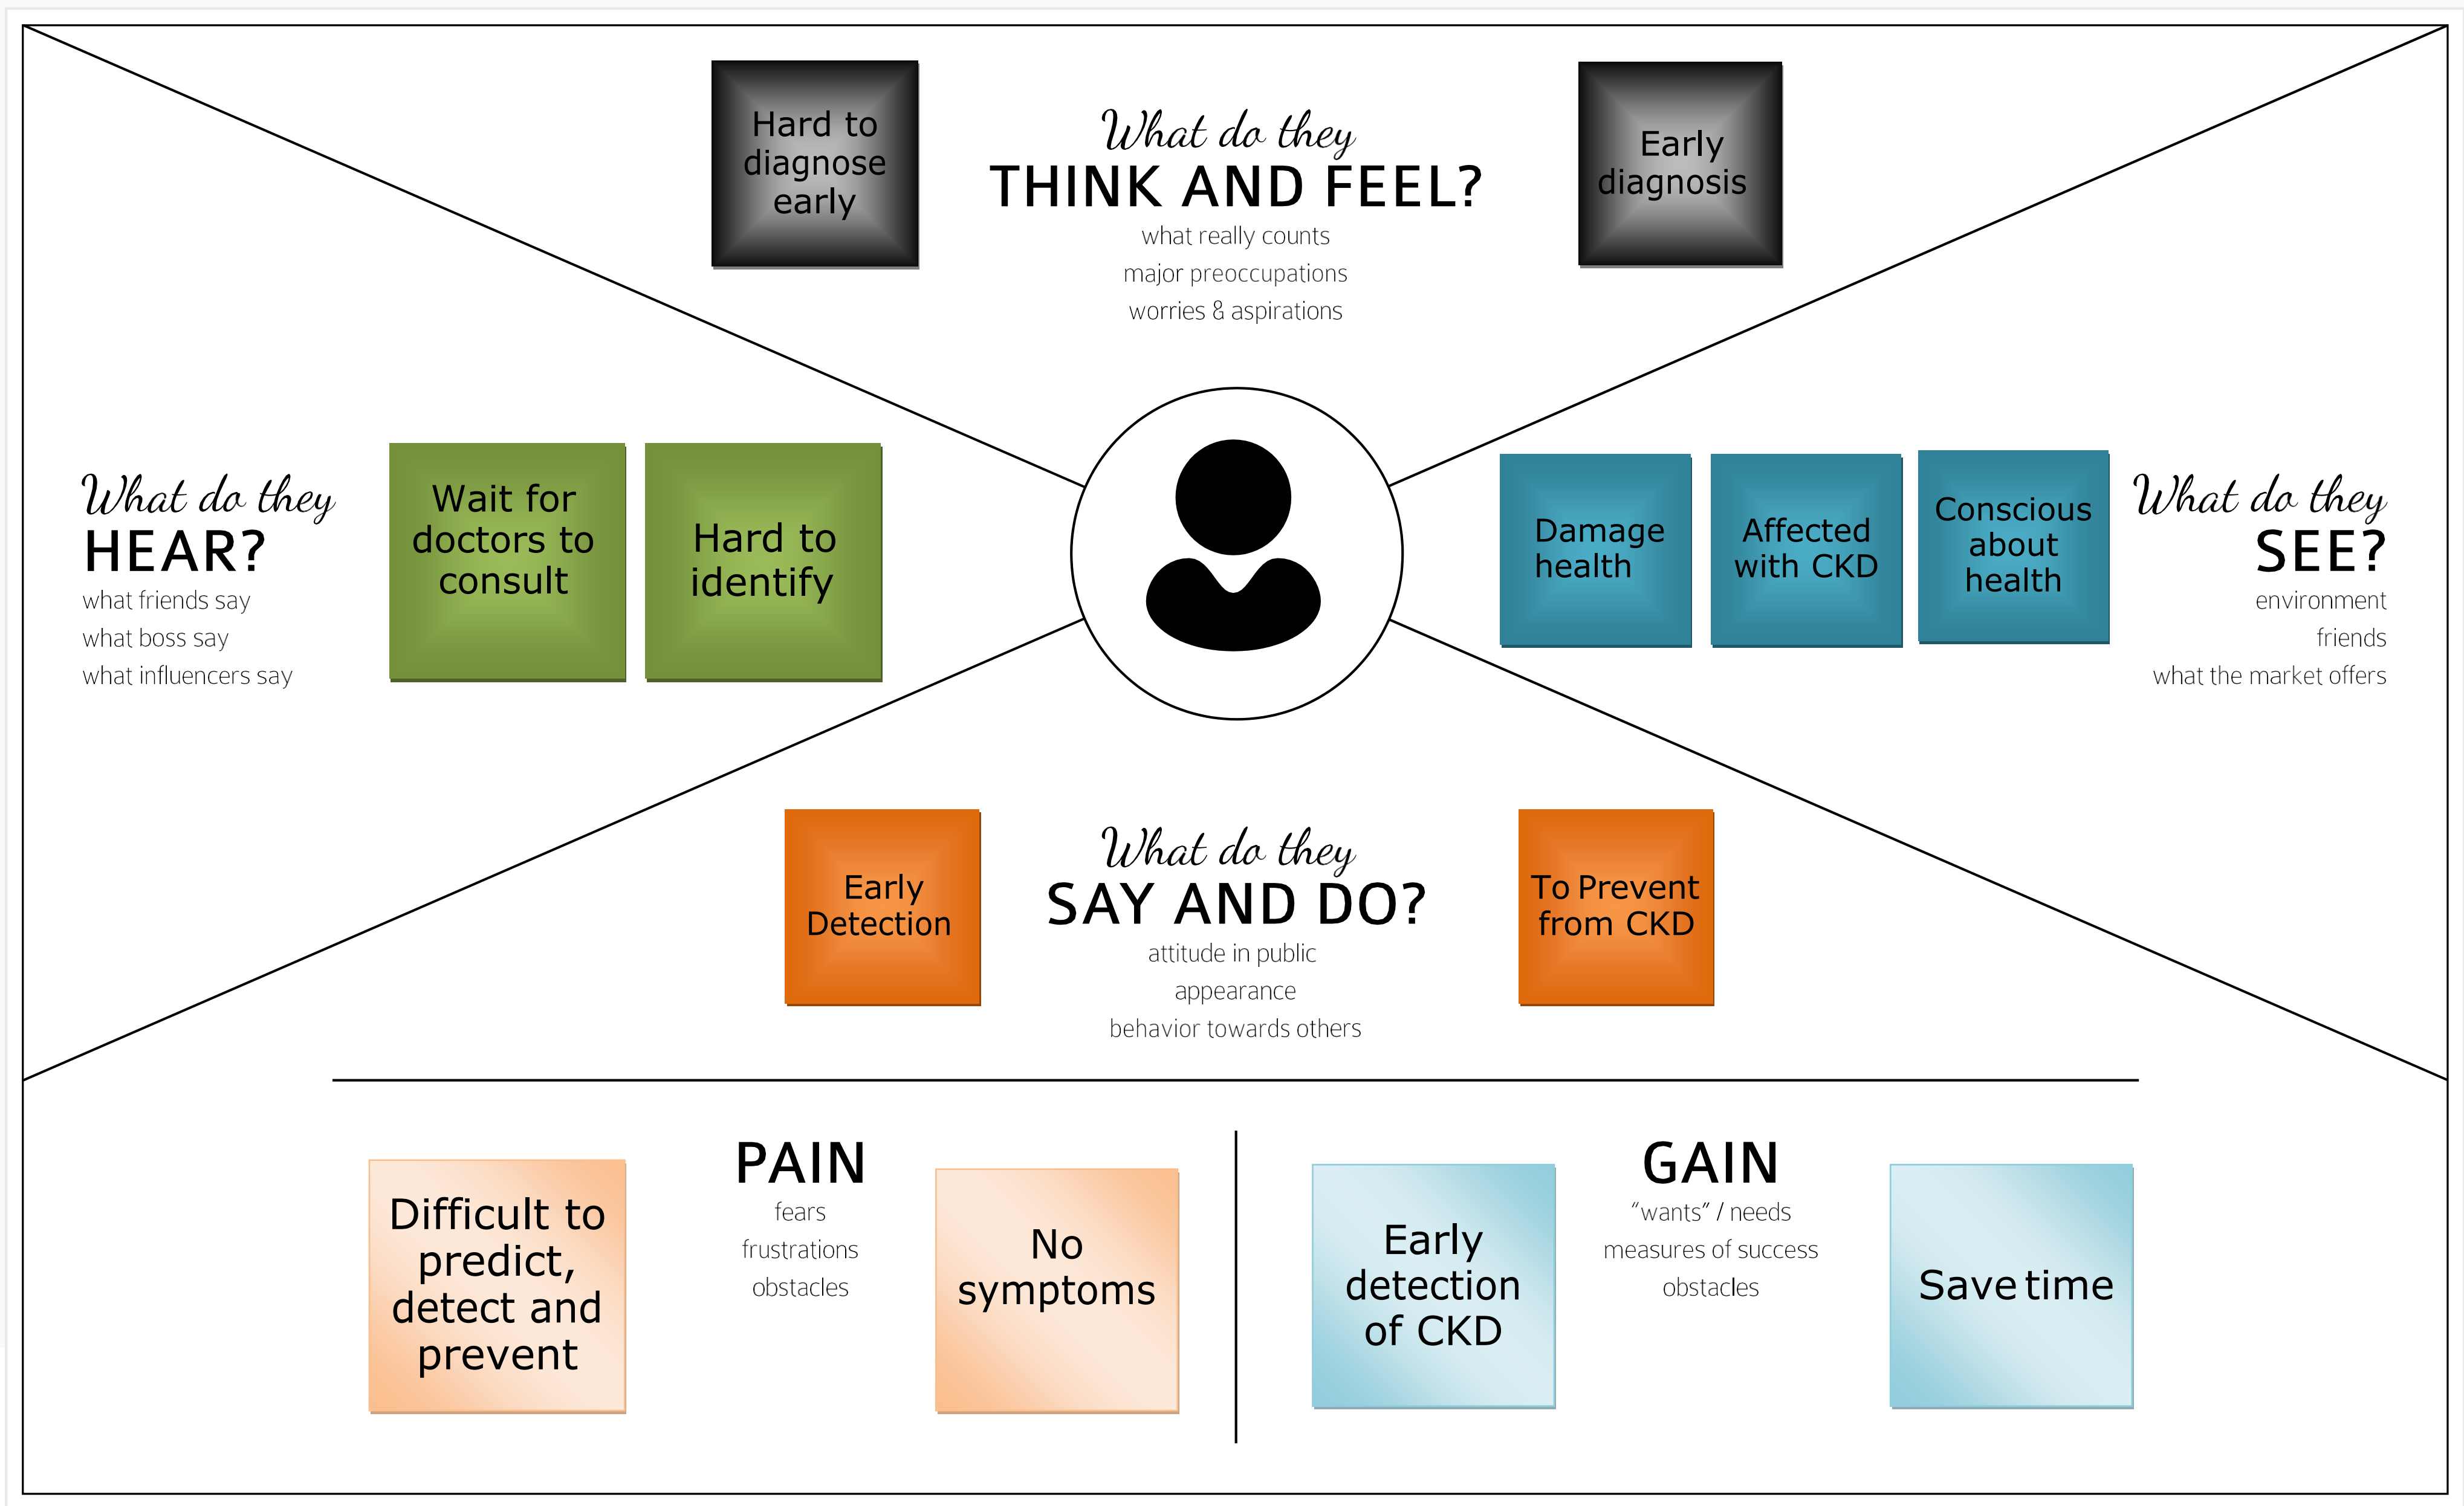 Hard to
diagnose
early
What do they
THINK AND FEEL?
what really counts
major preoccupations
worries & aspirations
Early
diagnosis
What do they
HEAR?
what friends say
what boss say
what influencers say
Wait for
doctors to
consult
Hard to
identify
Damage
health
Affected
with CKD
Conscious
about
health
What do they
SEE?
environment
friends
what the market offers
Early
Detection
What do they
SAY AND DO?
attitude in public
appearance
behavior towards others
To Prevent
from CKD
Difficult to
predict,
detect and
prevent
PAIN
fears
frustrations
obstacles
No
symptoms
Early
detection
of CKD
GAIN
“wants” / needs
measures of success
obstacles
Save time